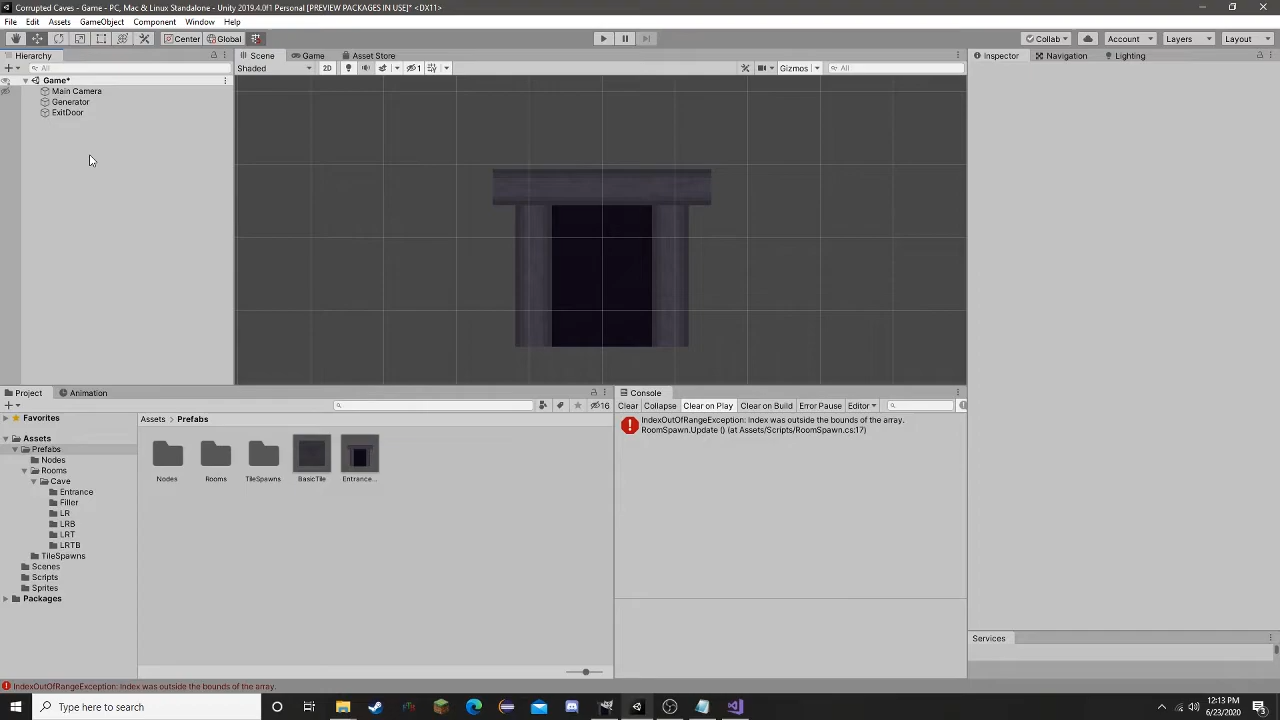 Corrupted Caves - Game - PC, Mac & Linux Standalone - Unity 2019.4.0f1 Personal [PREVIEW PACKAGES IN USE]* <DX11>
File Edit Assets GameObject Component Window Help
Center Global Collab Account Layers Layout
Hierarchy Scene Game Asset Store Inspector Navigation Lighting
All Shaded 2D 1 Gizmos All
Game*
Main Camera
Generator
ExitDoor
Project Animation Console
16 Clear Collapse Clear on Play Clear on Build Error Pause Editor
Favorites
Assets > Prefabs
IndexOutOfRangeException: Index was outside the bounds of the array.
RoomSpawn.Update () (at Assets/Scripts/RoomSpawn.cs:17)
Assets
Prefabs
Nodes
Rooms
Cave
Entrance
Filler
LR
LRB
LRT
LRTB
TileSpawns
Scenes
Scripts
Sprites
Packages
Nodes Rooms TileSpawns BasicTile Entrance...
Services
IndexOutOfRangeException: Index was outside the bounds of the array.
Type here to search
12:13 PM
6/23/2020